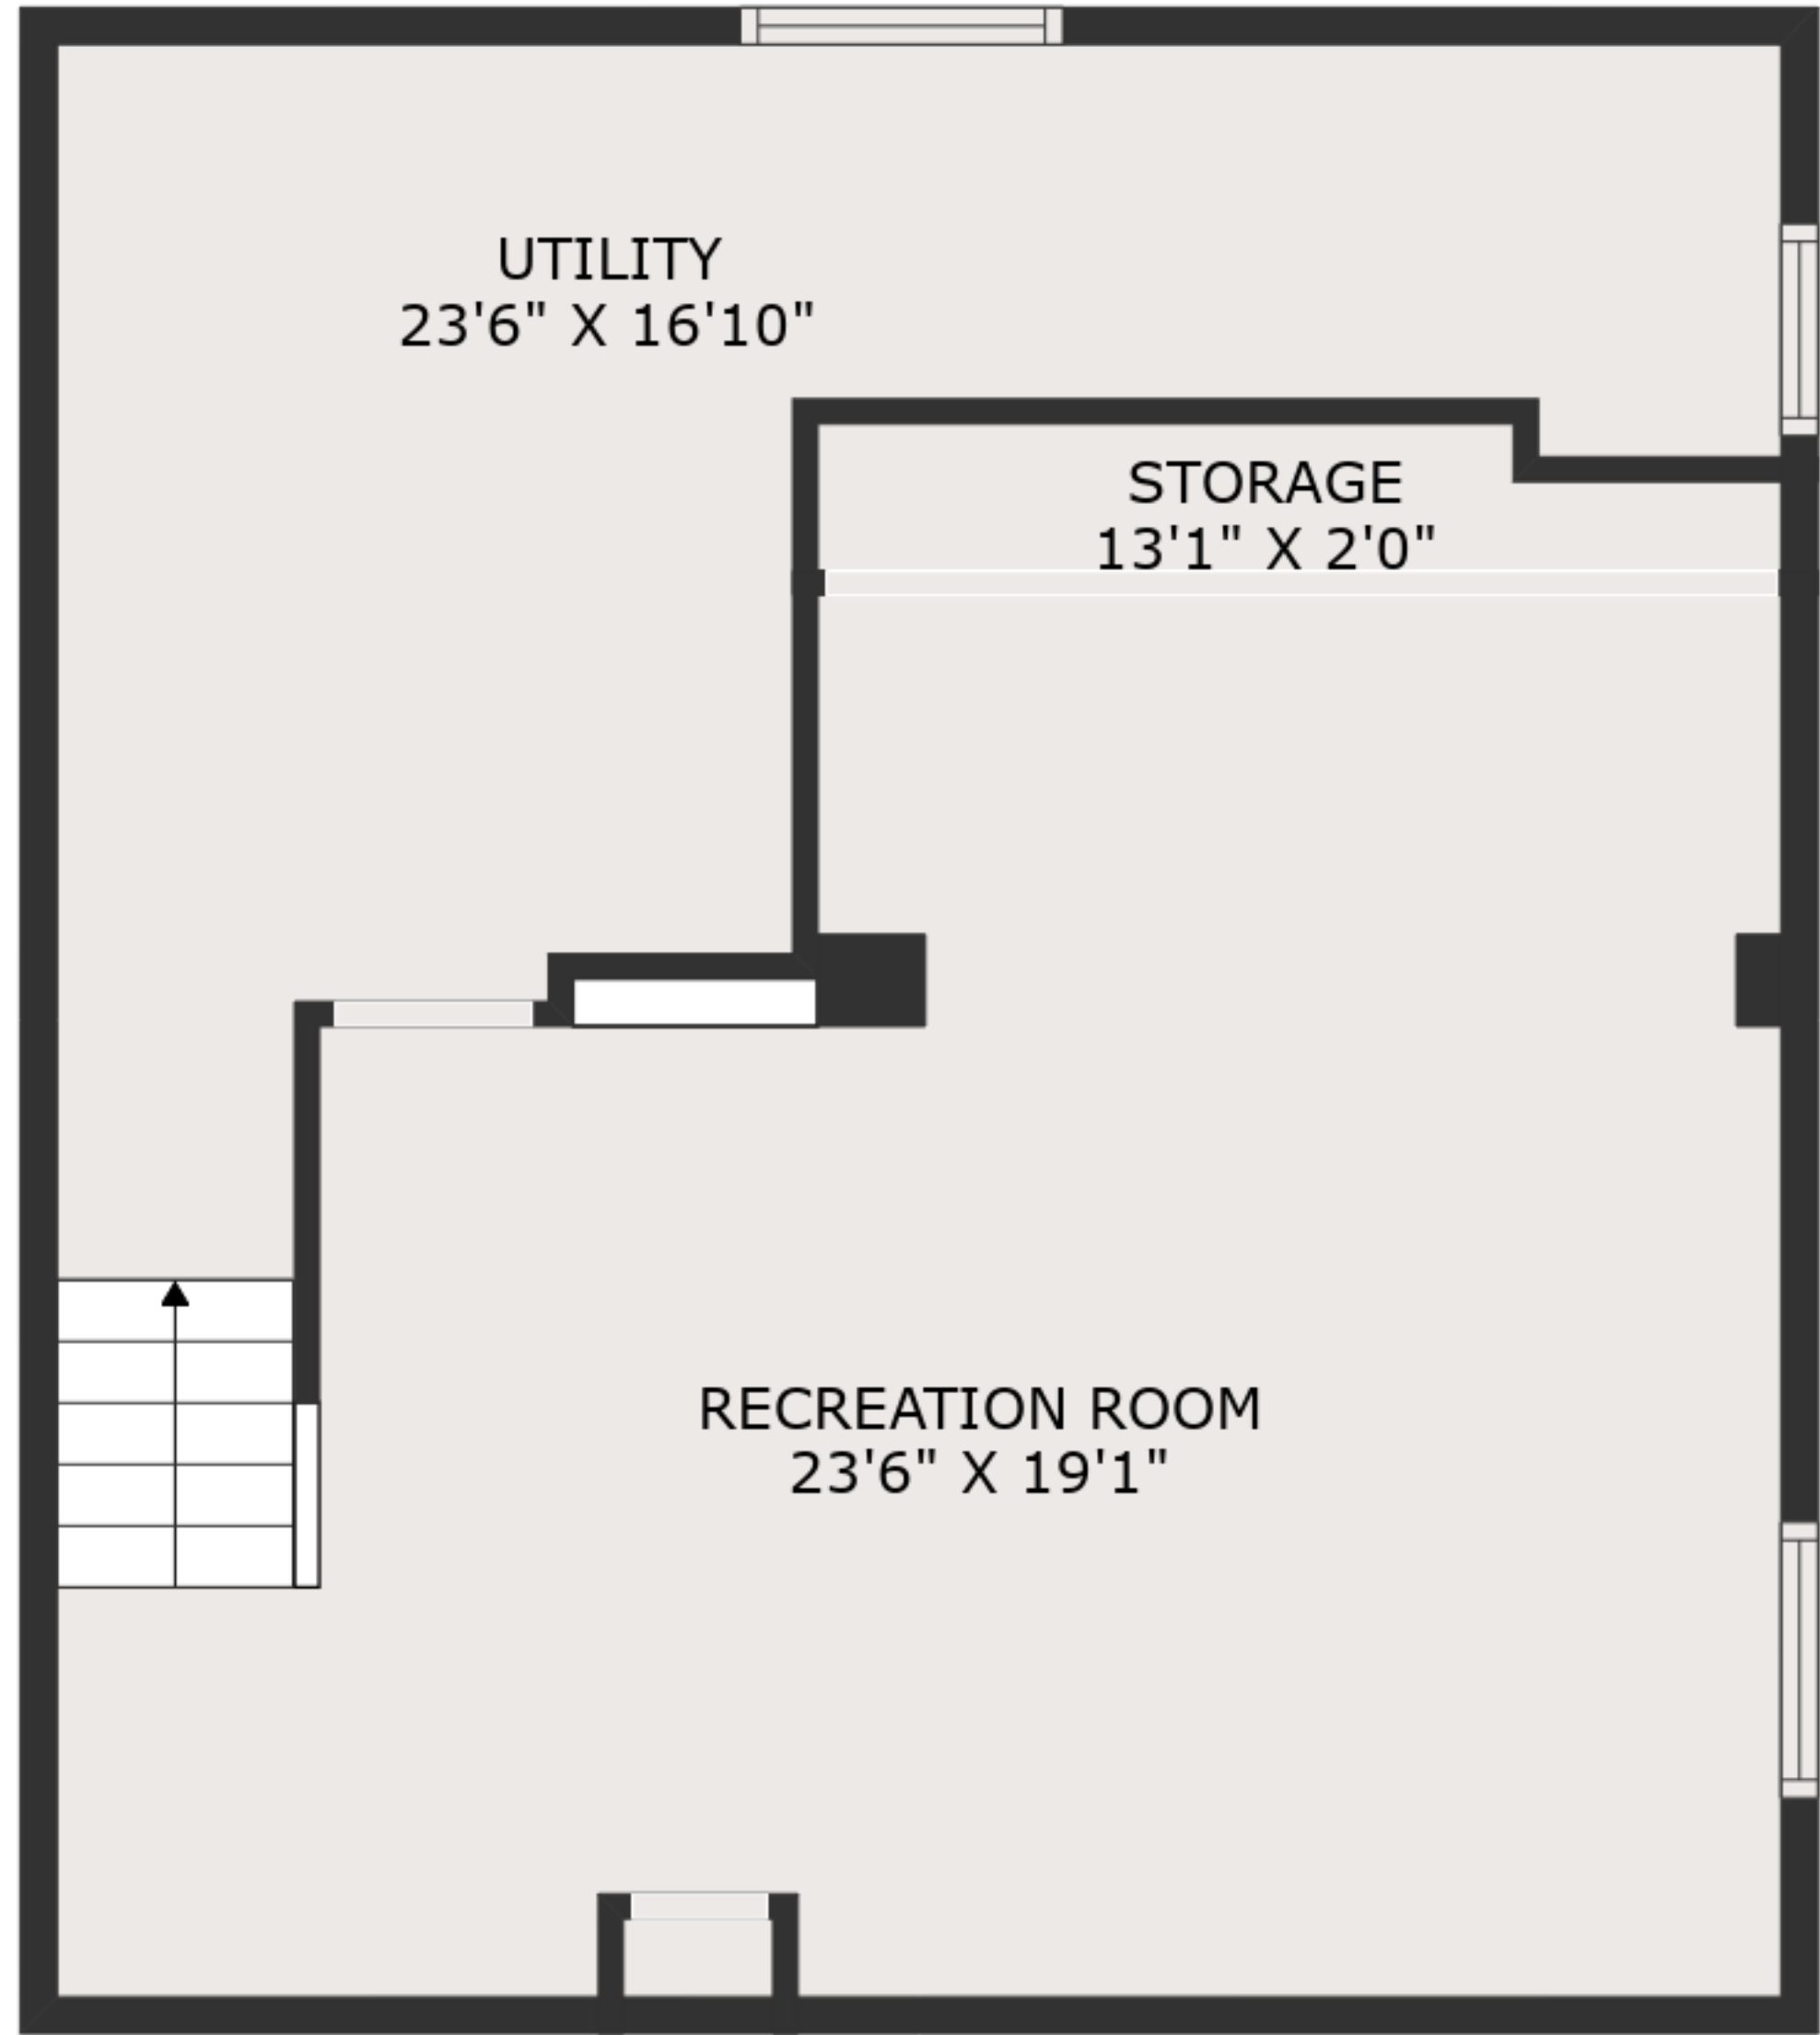 UTILITY
23'6" X 16'10"
STORAGE
13'1" X 2'0"
RECREATION ROOM
23'6" X 19'1"